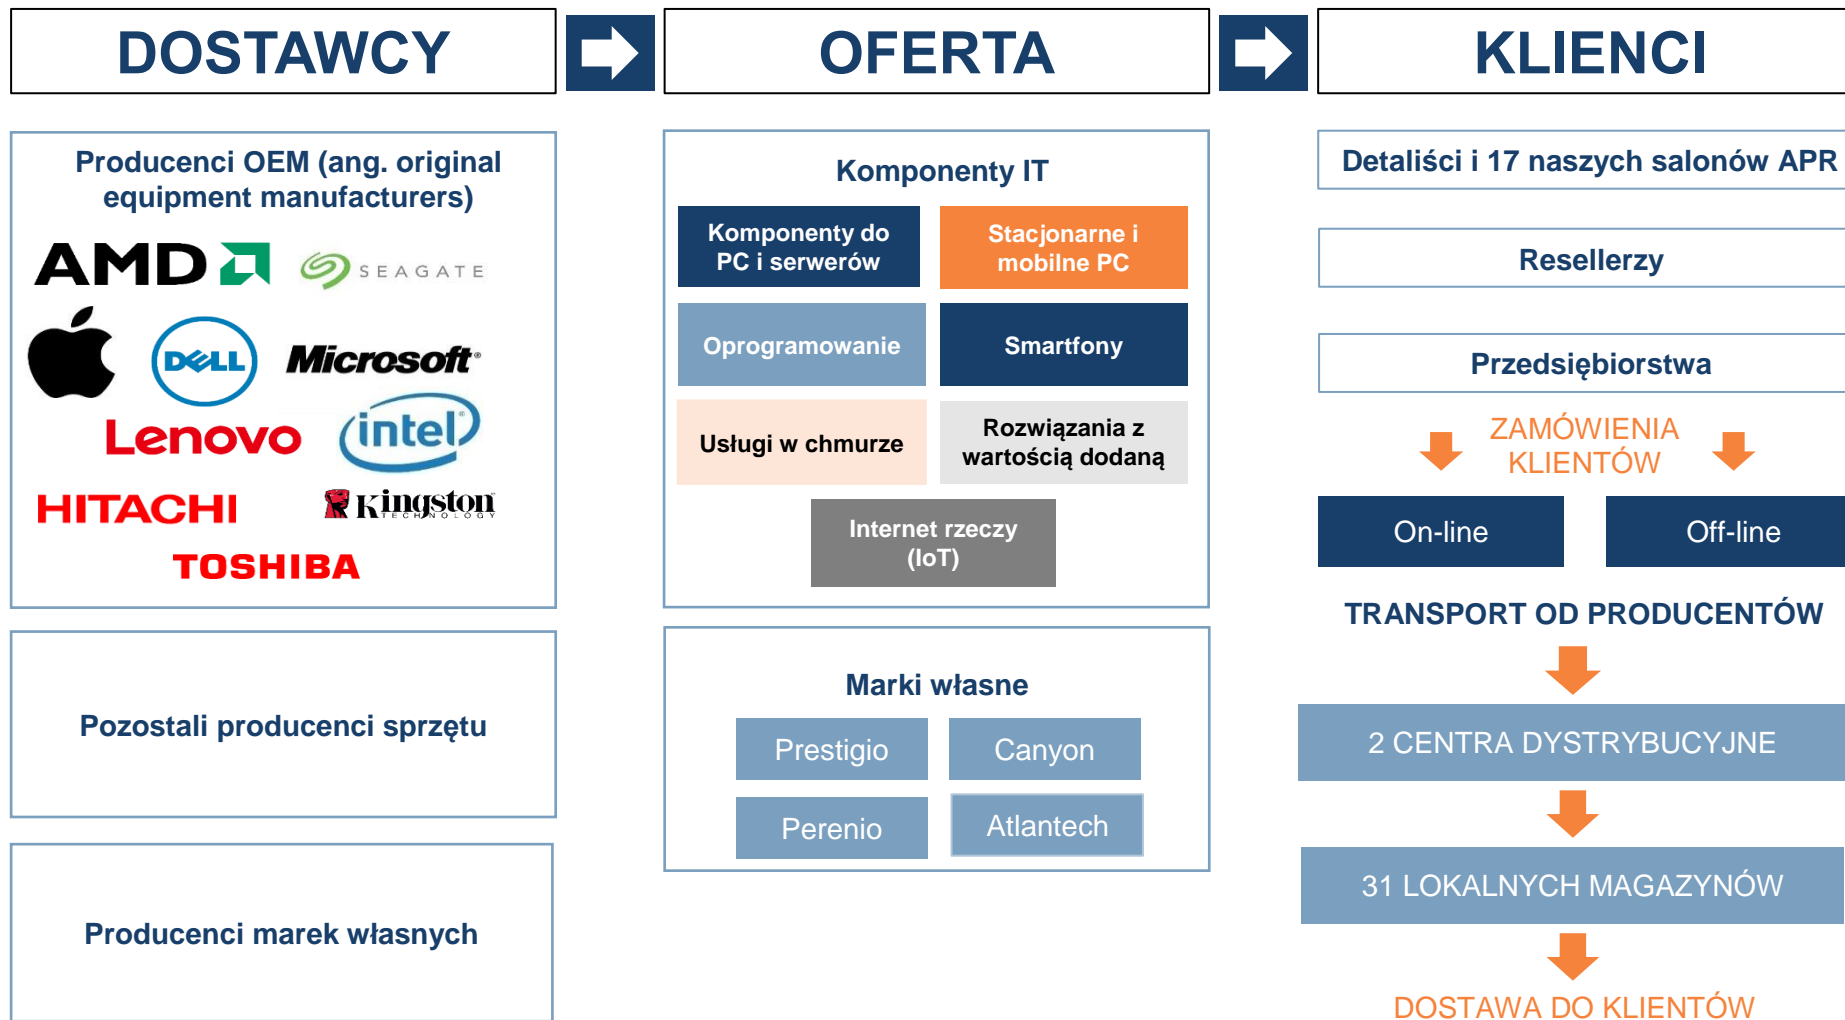 DOSTAWCY
OFERTA
KLIENCI
Producenci OEM (ang. original
equipment manufacturers)
AMD
SEAGATE
DELL
Microsoft
Lenovo
intel
HITACHI
Kingston
TECHNOLOGY
TOSHIBA
Pozostali producenci sprzętu
Producenci marek własnych
Komponenty IT
Komponenty do
PC i serwerów
Stacjonarne i
mobilne PC
Oprogramowanie
Smartfony
Usługi w chmurze
Rozwiązania z
wartością dodaną
Internet rzeczy
(IoT)
Marki własne
Prestigio
Canyon
Perenio
Atlantech
Detaliści i 17 naszych salonów APR
Resellerzy
Przedsiębiorstwa
ZAMÓWIENIA
KLIENTÓW
On-line
Off-line
TRANSPORT OD PRODUCENTÓW
2 CENTRA DYSTRYBUCYJNE
31 LOKALNYCH MAGAZYNÓW
DOSTAWA DO KLIENTÓW